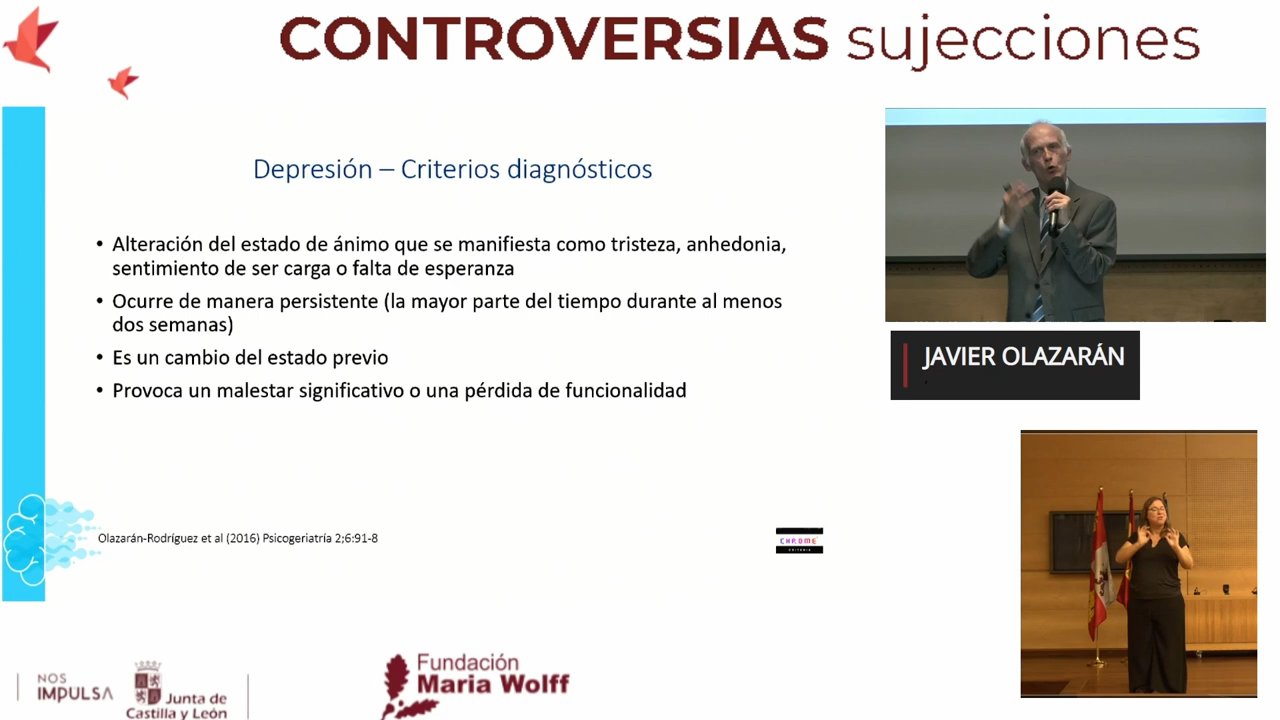 CONTROVERSIAS sujecciones
Depresión – Criterios diagnósticos
• Alteración del estado de ánimo que se manifiesta como tristeza, anhedonia,
sentimiento de ser carga o falta de esperanza
• Ocurre de manera persistente (la mayor parte del tiempo durante al menos
dos semanas)
• Es un cambio del estado previo
• Provoca un malestar significativo o una pérdida de funcionalidad
Olazarán-Rodríguez et al (2016) Psicogeriatría 2;6:91-8
CHROME
CRITERIA
JAVIER OLAZARÁN
NOS
IMPULSA
Junta de
Castilla y León
Fundación
Maria Wolff